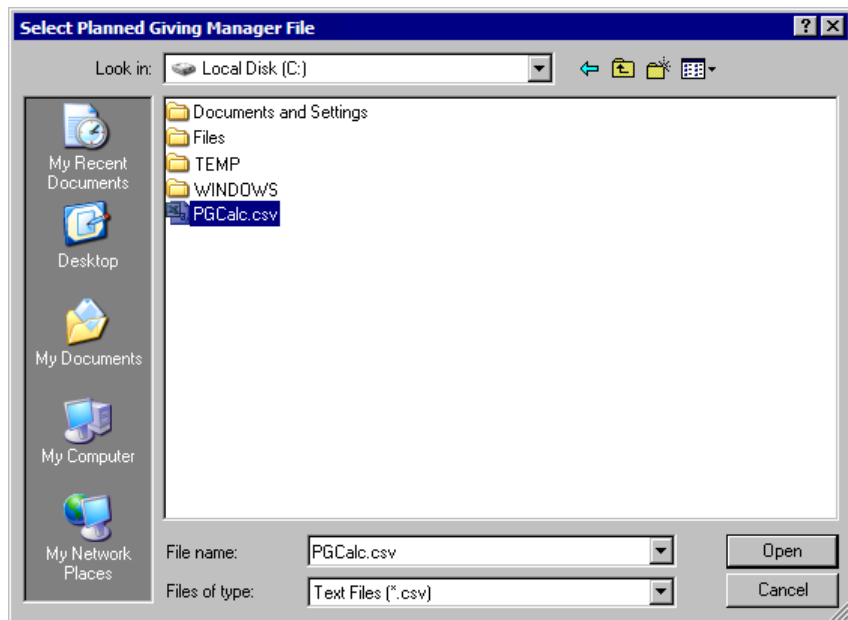 Select Planned Giving Manager File
Look in:
Local Disk (C:)
My Recent
Documents
Desktop
My Documents
My Computer
My Network
Places
Documents and Settings
Files
TEMP
WINDOWS
PGCalc.csv
File name:
PGCalc.csv
Open
Files of type:
Text Files (*.csv)
Cancel